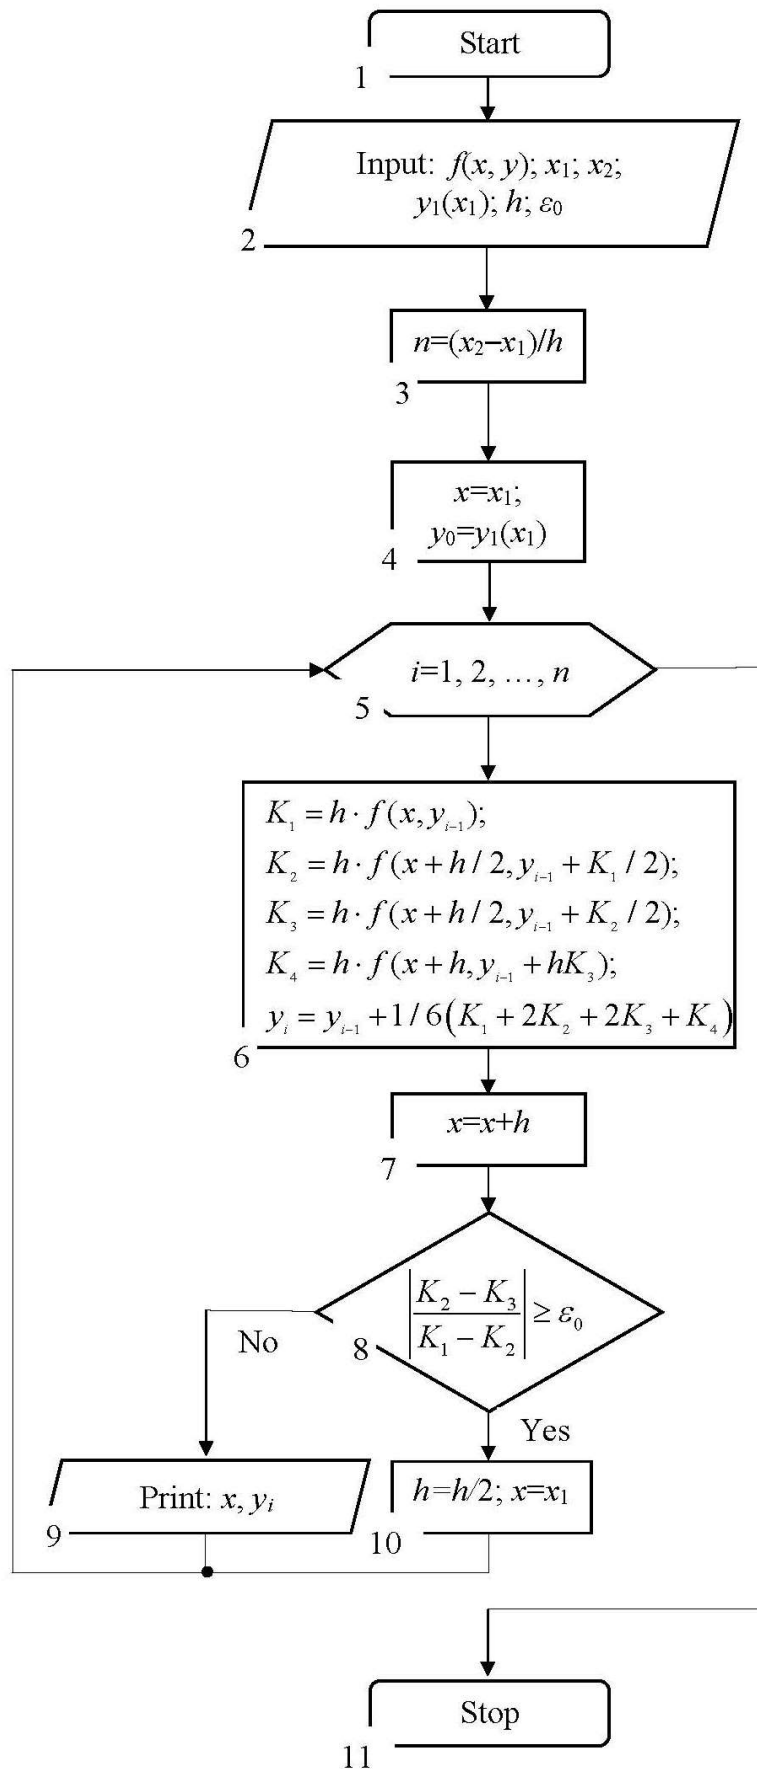 Start
1
Input: f(x, y); x₁; x₂;
y₁(x₁); h; ε₀
2
n=(x₂–x₁)/h
3
x=x₁;
y₀=y₁(x₁)
4
i=1, 2, …, n
5
K₁ = h · f(x, yᵢ₋₁);
K₂ = h · f(x + h / 2, yᵢ₋₁ + K₁ / 2);
K₃ = h · f(x + h / 2, yᵢ₋₁ + K₂ / 2);
K₄ = h · f(x + h, yᵢ₋₁ + hK₃);
yᵢ = yᵢ₋₁ + 1 / 6(K₁ + 2K₂ + 2K₃ + K₄)
6
x=x+h
7
|(K₂ − K₃)/(K₁ − K₂)| ≥ ε₀
8
No
Yes
Print: x, yᵢ
9
h=h/2; x=x₁
10
Stop
11